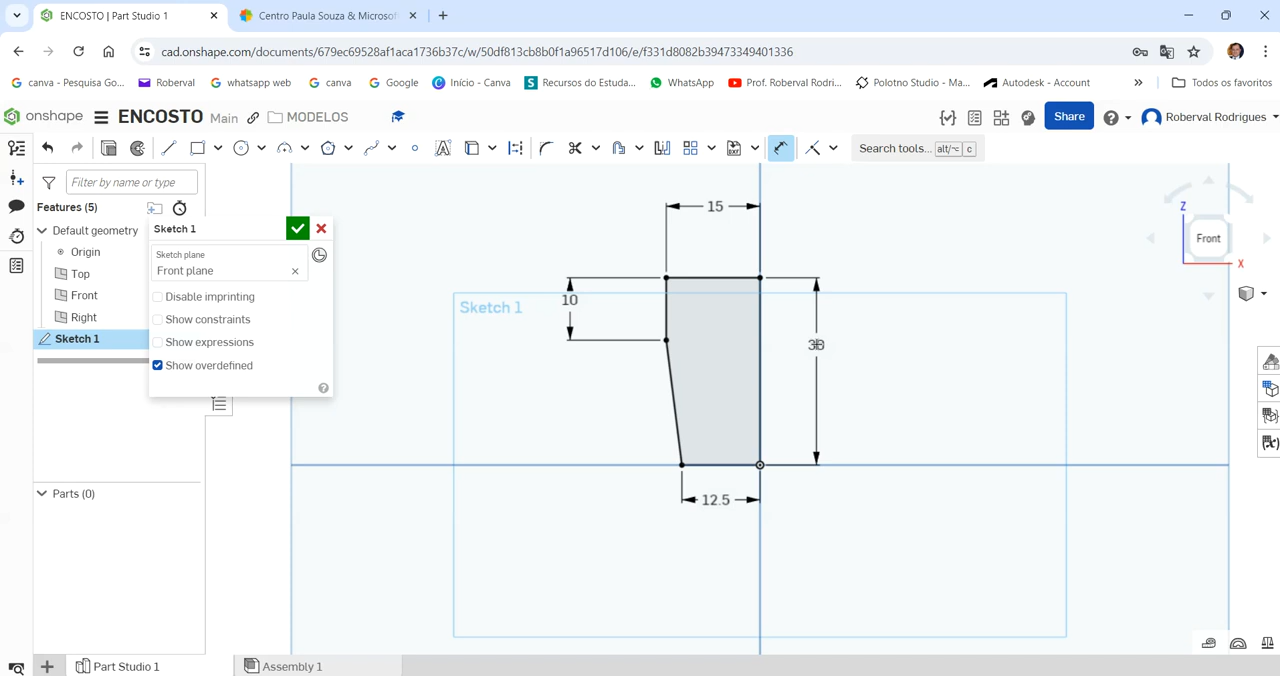 ENCOSTO | Part Studio 1
Centro Paula Souza & Microsof
cad.onshape.com/documents/679ec69528af1aca1736b37c/w/50df813cb8b0f1a96517d106/e/f331d8082b39473349401336
canva - Pesquisa Go...
Roberval
whatsapp web
canva
Google
Início - Canva
Recursos do Estuda...
WhatsApp
Prof. Roberval Rodri...
Polotno Studio - Ma...
Autodesk - Account
Todos os favoritos
onshape
ENCOSTO Main
MODELOS
Share
Roberval Rodrigues
Search tools... alt/⌥ c
Filter by name or type
Features (5)
Default geometry
Origin
Top
Front
Right
Sketch 1
Sketch 1
Sketch plane
Front plane
Disable imprinting
Show constraints
Show expressions
Show overdefined
Parts (0)
Sketch 1
15
10
12.5
Z
Front
X
Part Studio 1
Assembly 1